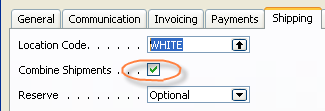 General Communication Invoicing Payments Shipping
Location Code. . . . . . WHITE
Combine Shipments . . .
Reserve . . . . . . . . . Optional